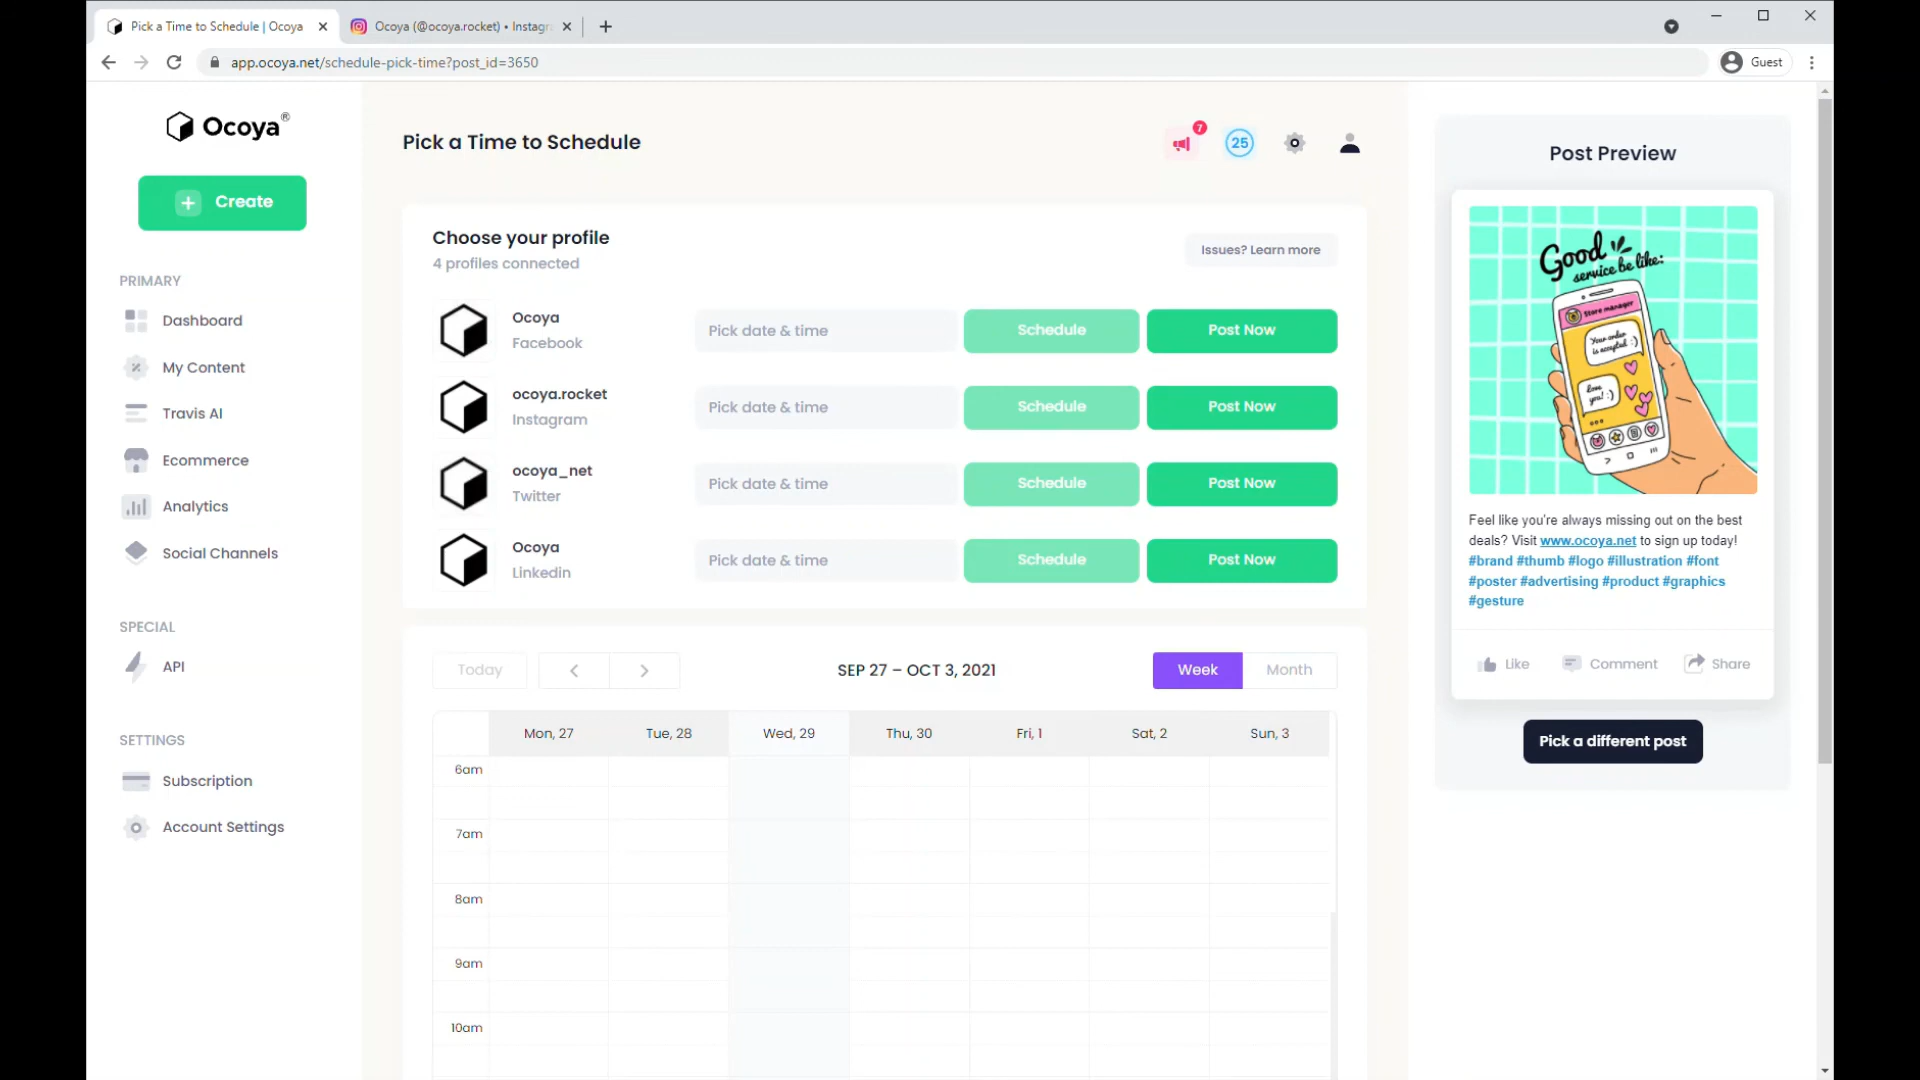 Pick a Time to Schedule | Ocoya
Ocoya (@ocoya.rocket) • Instagr
app.ocoya.net/schedule-pick-time?post_id=3650
Guest
Ocoya®
Create
PRIMARY
Dashboard
My Content
Travis AI
Ecommerce
Analytics
Social Channels
SPECIAL
API
SETTINGS
Subscription
Account Settings
Pick a Time to Schedule
7
25
Choose your profile
4 profiles connected
Issues? Learn more
Ocoya
Facebook
Pick date & time
Schedule
Post Now
ocoya.rocket
Instagram
Pick date & time
Schedule
Post Now
ocoya_net
Twitter
Pick date & time
Schedule
Post Now
Ocoya
Linkedin
Pick date & time
Schedule
Post Now
Today
SEP 27 – OCT 3, 2021
Week
Month
Mon, 27
Tue, 28
Wed, 29
Thu, 30
Fri, 1
Sat, 2
Sun, 3
6am
7am
8am
9am
10am
Post Preview
Good
service be like:
Store manager
Your order
is accepted :)
Love
you! :)
Feel like you're always missing out on the best
deals? Visit www.ocoya.net to sign up today!
#brand #thumb #logo #illustration #font
#poster #advertising #product #graphics
#gesture
Like
Comment
Share
Pick a different post